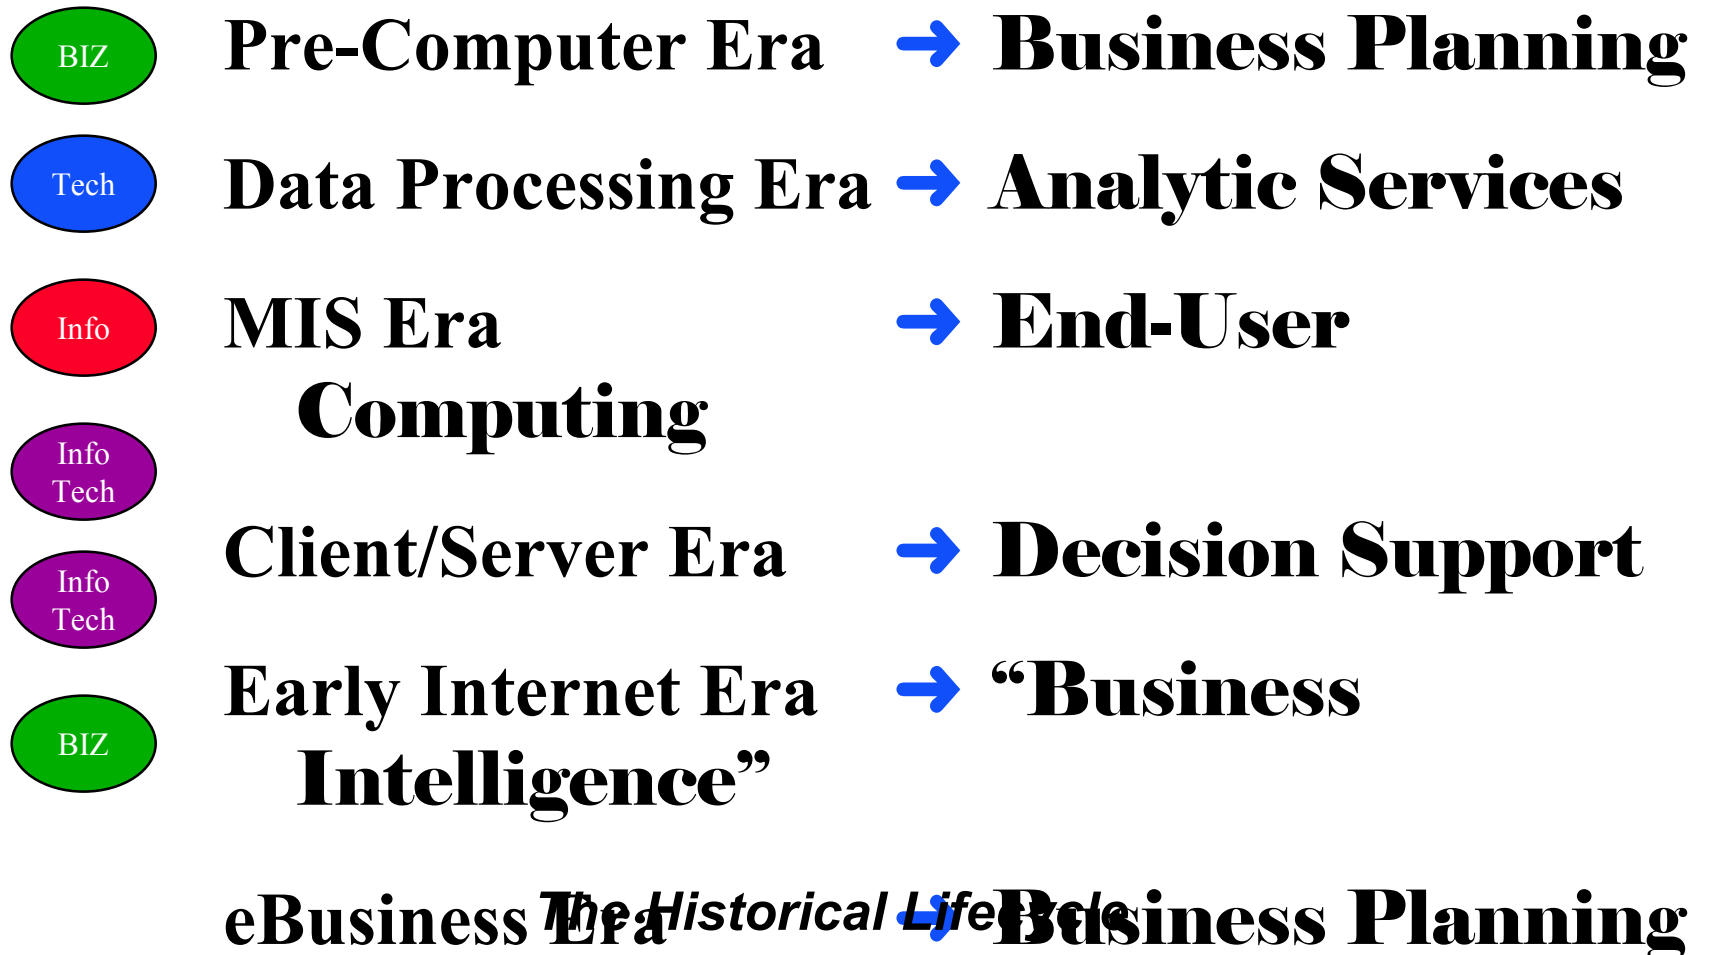 BIZ
Pre-Computer Era ➜ Business Planning
Tech
Data Processing Era ➜ Analytic Services
Info
MIS Era ➜ End-User
Computing
Info
Tech
Client/Server Era ➜ Decision Support
Info
Tech
Early Internet Era ➜ “Business
BIZ
Intelligence”
eBusiness Era ➜ Business Planning
The Historical Lifecycle